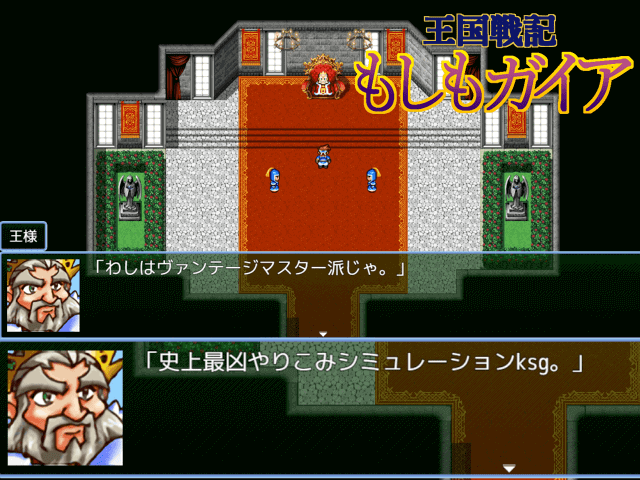 王国戦記
もしもガイア
王様
「わしはヴァンテージマスター派じゃ。」
「史上最凶やりこみシミュレーションksg。」